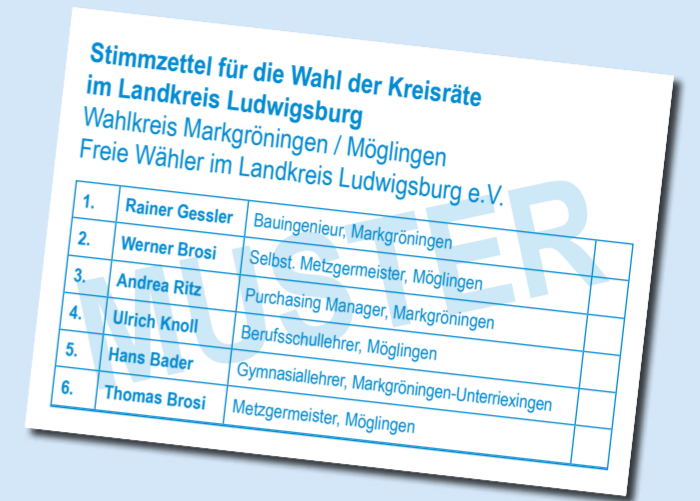 Stimmzettel für die Wahl der Kreisräte
im Landkreis Ludwigsburg
Wahlkreis Markgröningen / Möglingen
Freie Wähler im Landkreis Ludwigsburg e.V.
MUSTER
1. Rainer Gessler Bauingenieur, Markgröningen
2. Werner Brosi Selbst. Metzgermeister, Möglingen
3. Andrea Ritz Purchasing Manager, Markgröningen
4. Ulrich Knoll Berufsschullehrer, Möglingen
5. Hans Bader Gymnasiallehrer, Markgröningen-Unterriexingen
6. Thomas Brosi Metzgermeister, Möglingen